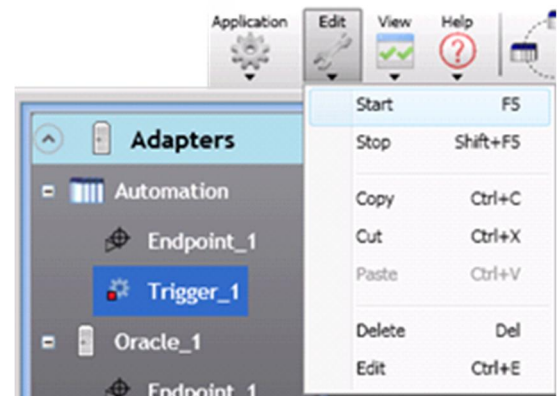 Application Edit View Help
Start F5
Adapters
Stop Shift+F5
Automation
Copy Ctrl+C
Endpoint_1
Cut Ctrl+X
Trigger_1
Paste Ctrl+V
Oracle_1
Delete Del
Edit Ctrl+E
Endpoint_1